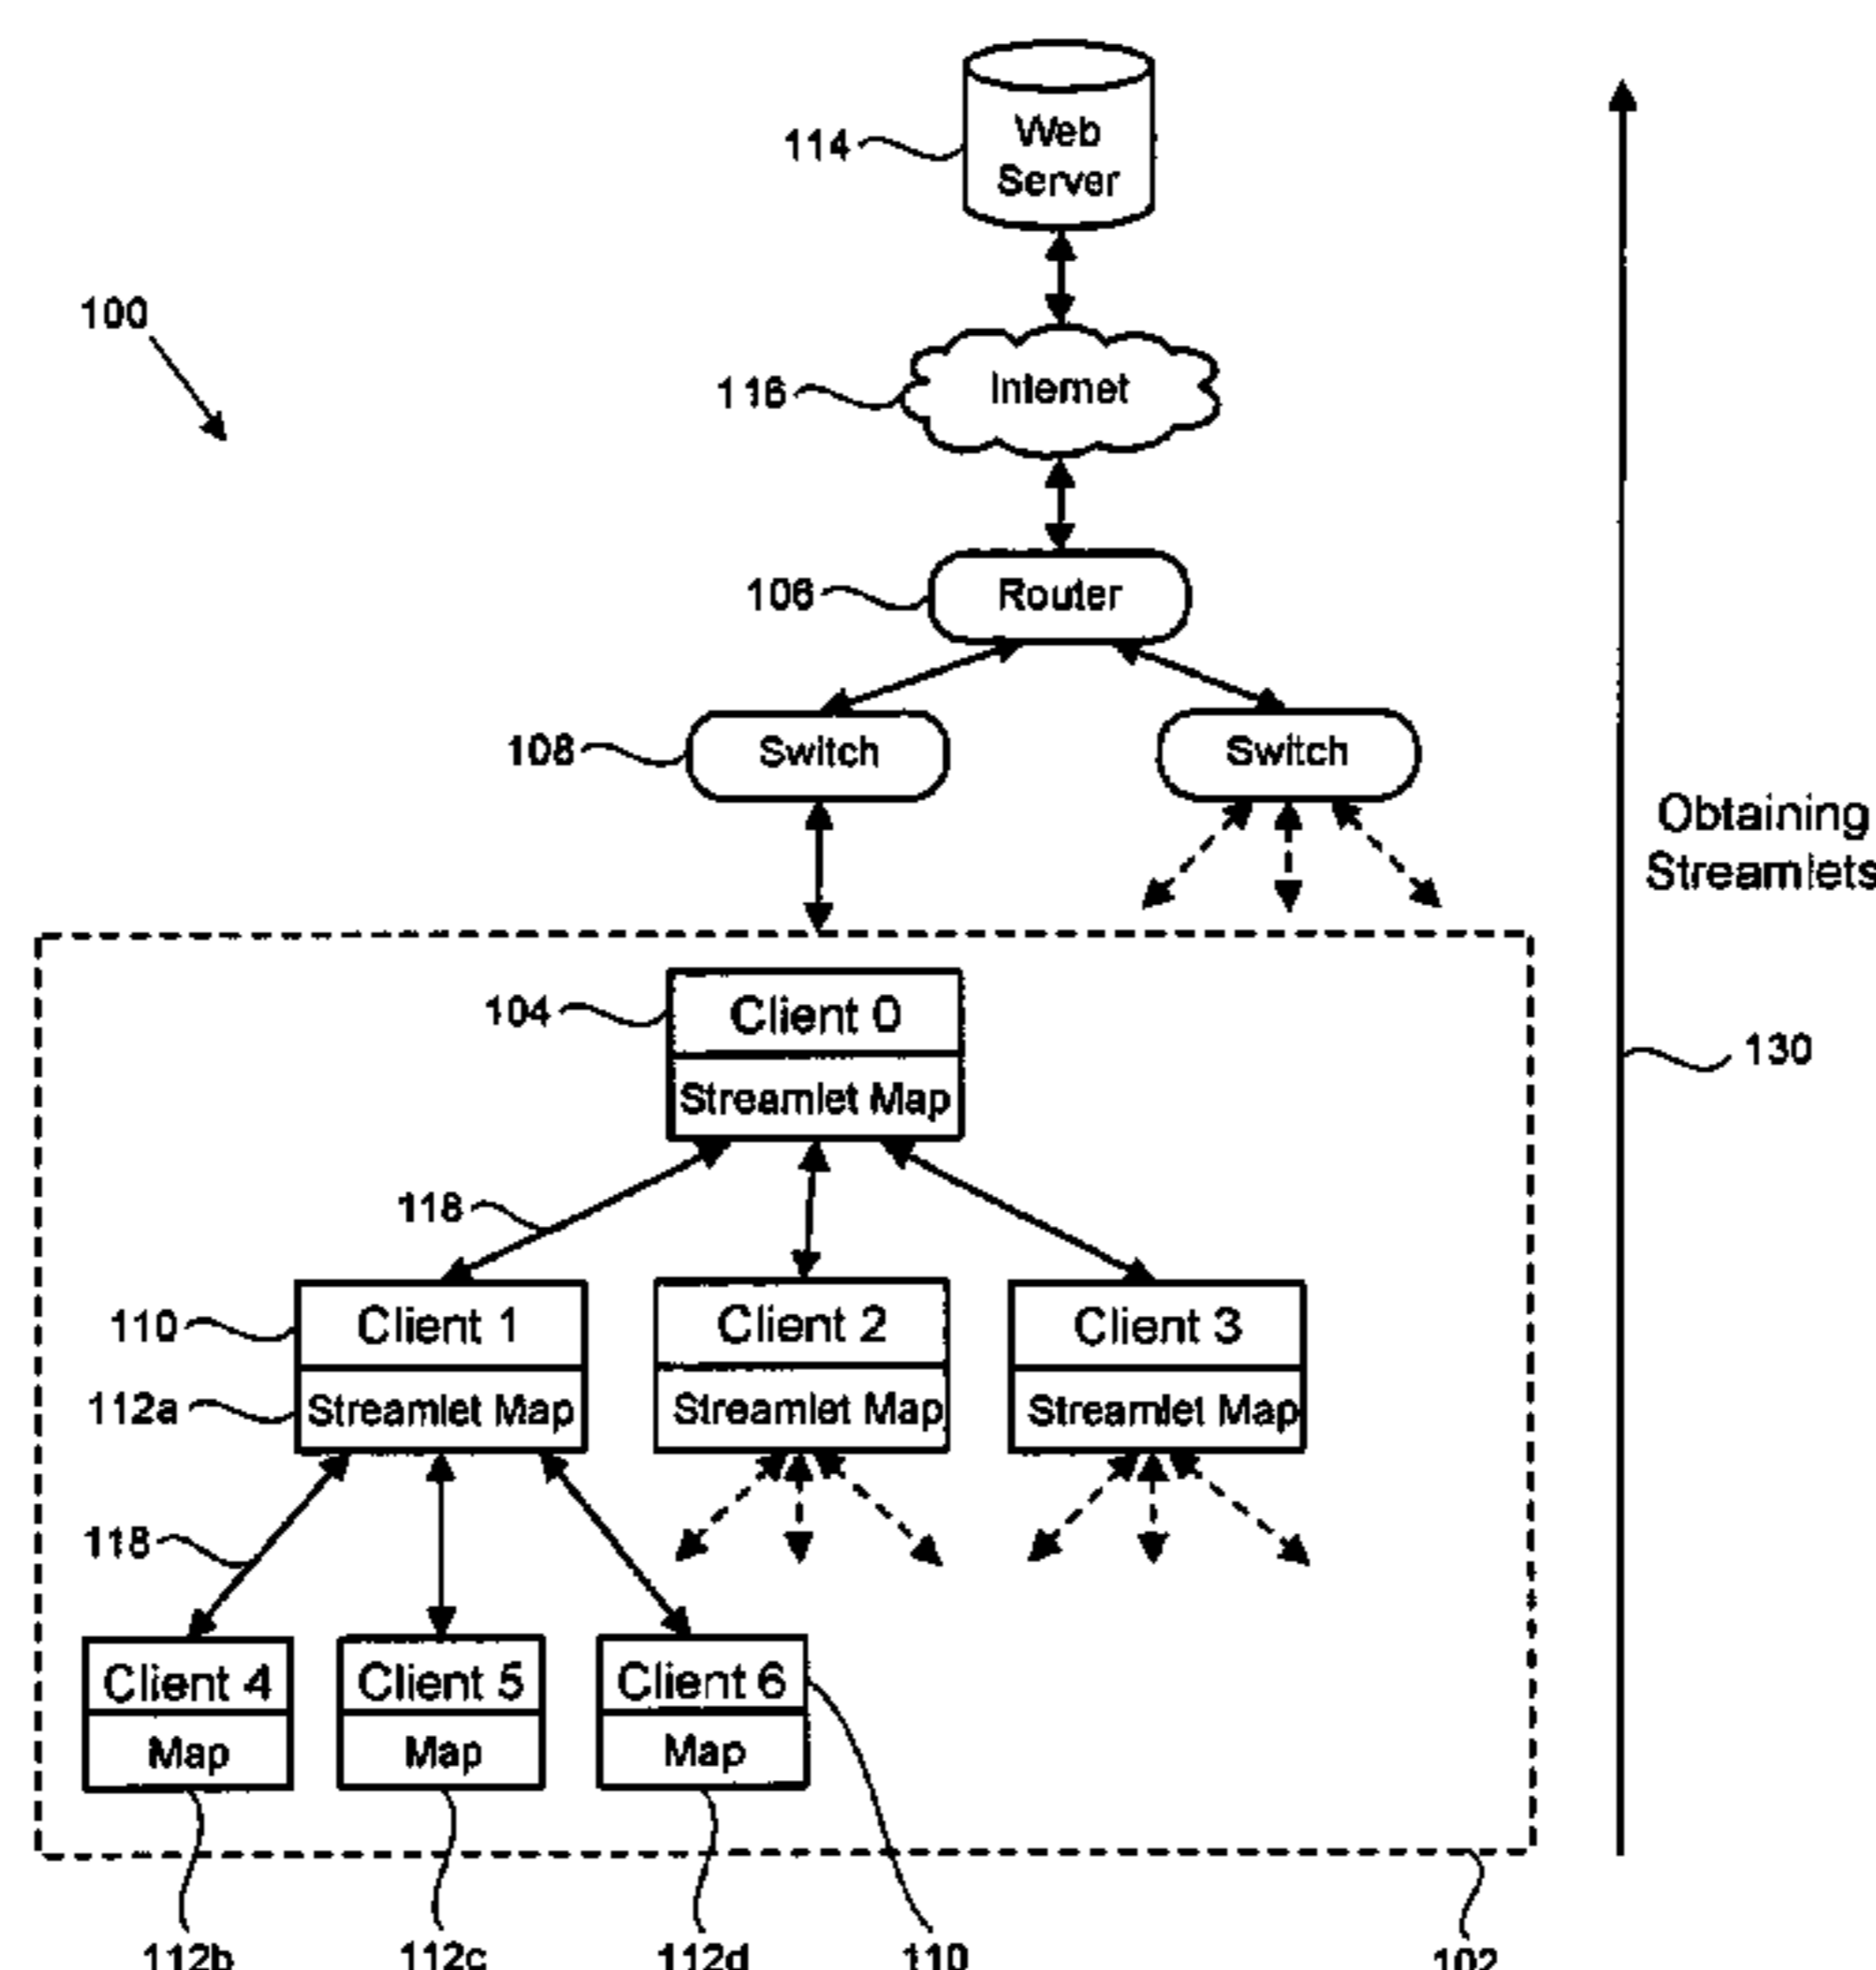 Web
Server
114
100
Internet
116
Router
106
Switch
108
Switch
Obtaining
Streamlets
Client 0
104
Streamlet Map
130
118
Client 1
110
Streamlet Map
112a
Client 2
Streamlet Map
Client 3
Streamlet Map
118
Client 4
Map
Client 5
Map
Client 6
Map
112b
112c
112d
110
102